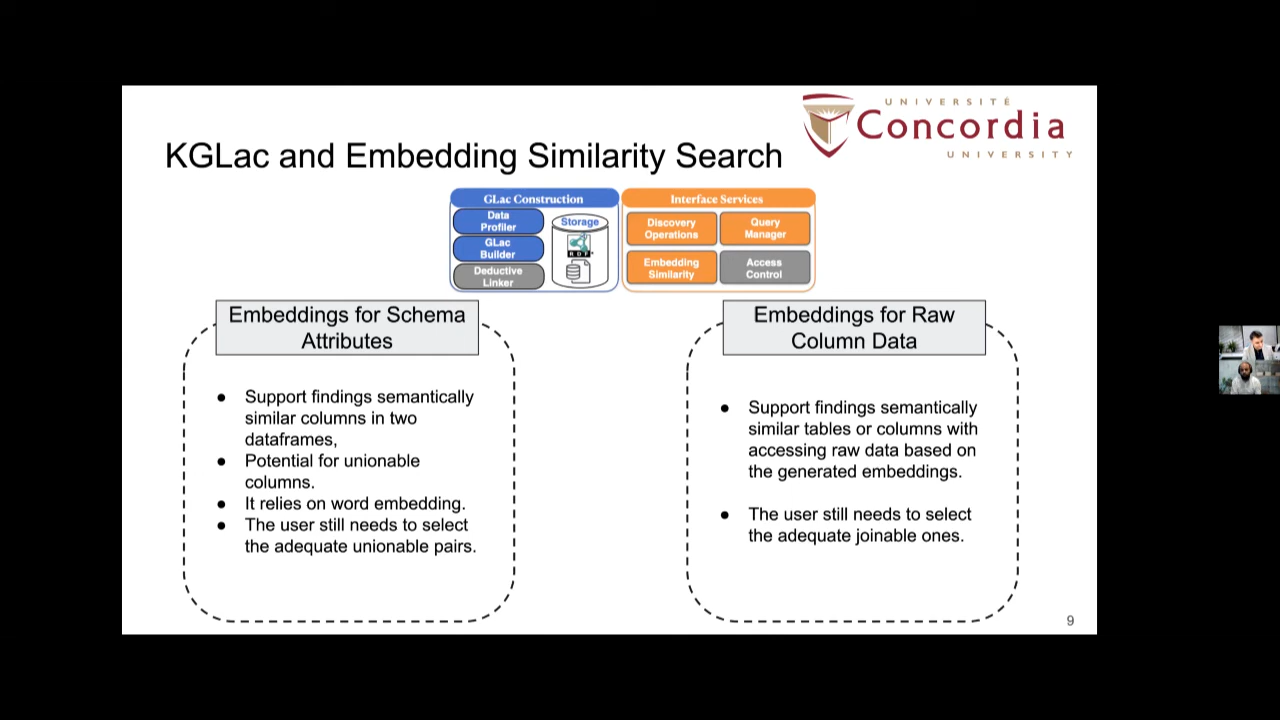 UNIVERSITÉ
Concordia
UNIVERSITY
KGLac and Embedding Similarity Search
GLac Construction
Data
Profiler
GLac
Builder
Deductive
Linker
Storage
RDF*
Interface Services
Discovery
Operations
Query
Manager
Embedding
Similarity
Access
Control
Embeddings for Schema
Attributes
● Support findings semantically
similar columns in two
dataframes,
● Potential for unionable
columns.
● It relies on word embedding.
● The user still needs to select
the adequate unionable pairs.
Embeddings for Raw
Column Data
● Support findings semantically
similar tables or columns with
accessing raw data based on
the generated embeddings.
● The user still needs to select
the adequate joinable ones.
9